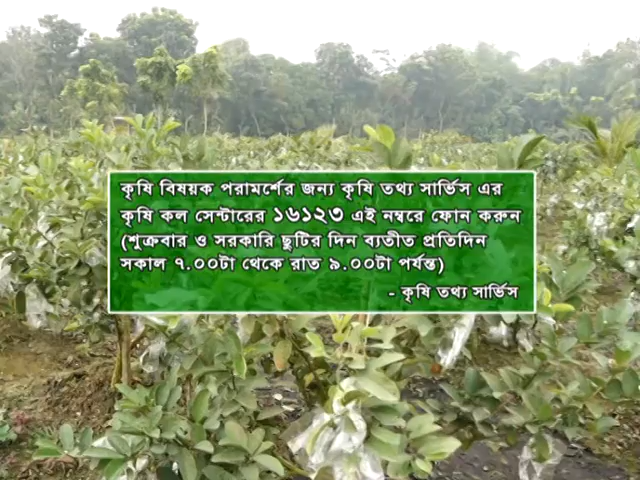 কৃষি বিষয়ক পরামর্শের জন্য কৃষি তথ্য সার্ভিস এর
কৃষি কল সেন্টারের ১৬১২৩ এই নম্বরে ফোন করুন
(শুক্রবার ও সরকারি ছুটির দিন ব্যতীত প্রতিদিন
সকাল ৭.০০টা থেকে রাত ৯.০০টা পর্যন্ত)
- কৃষি তথ্য সার্ভিস